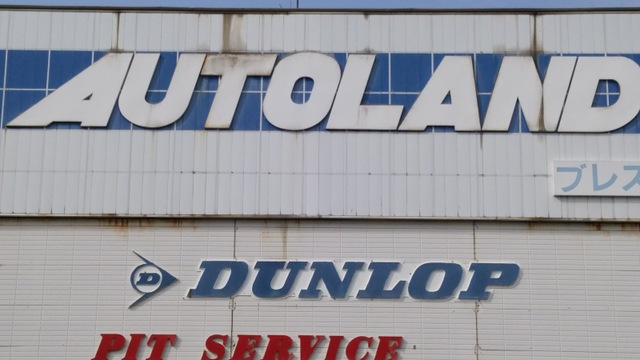 AUTOLAND
ブレス
D DUNLOP
PIT SERVICE